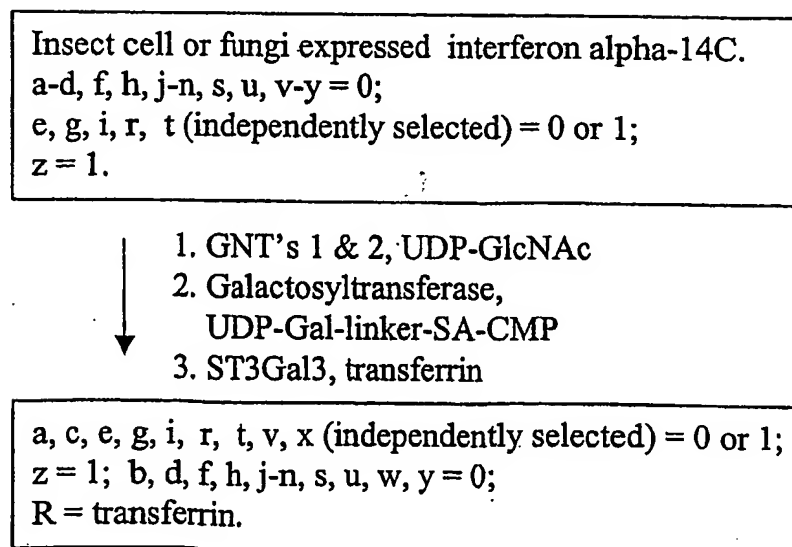 Insect cell or fungi expressed interferon alpha-14C.
a-d, f, h, j-n, s, u, v-y = 0;
e, g, i, r, t (independently selected) = 0 or 1;
z = 1.
1. GNT's 1 & 2, UDP-GlcNAc
2. Galactosyltransferase,
UDP-Gal-linker-SA-CMP
3. ST3Gal3, transferrin
a, c, e, g, i, r, t, v, x (independently selected) = 0 or 1;
z = 1; b, d, f, h, j-n, s, u, w, y = 0;
R = transferrin.